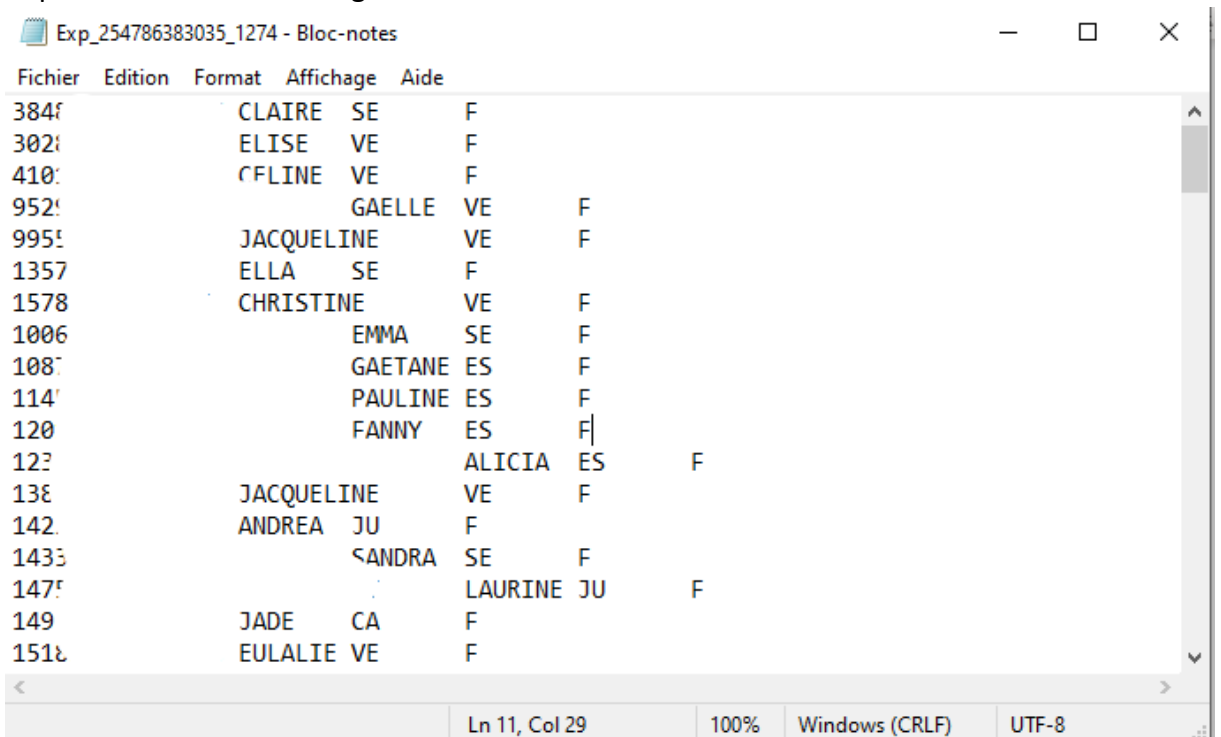 Exp_254786383035_1274 - Bloc-notes
Fichier Edition Format Affichage Aide
CLAIRE SE F
ELISE VE F
CELINE VE F
GAELLE VE F
JACQUELINE VE F
1357 ELLA SE F
1578 CHRISTINE VE F
1006 EMMA SE F
GAETANE ES F
PAULINE ES F
120 FANNY ES F
ALICIA ES F
JACQUELINE VE F
ANDREA JU F
SANDRA SE F
LAURINE JU F
149 JADE CA F
EULALIE VE F
Ln 11, Col 29 100% Windows (CRLF) UTF-8